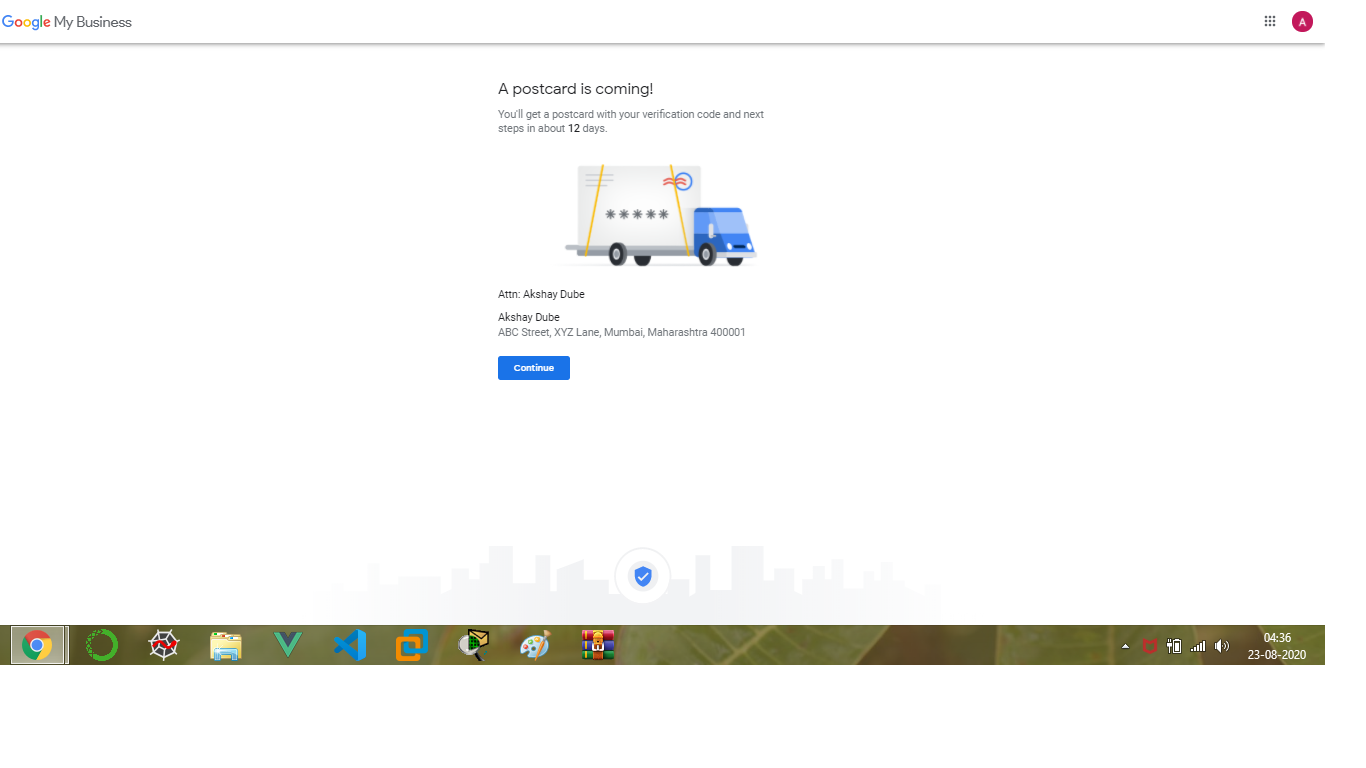 Google My Business
A
A postcard is coming!
You'll get a postcard with your verification code and next
steps in about 12 days.
*****
Attn: Akshay Dube
Akshay Dube
ABC Street, XYZ Lane, Mumbai, Maharashtra 400001
Continue
04:36
23-08-2020